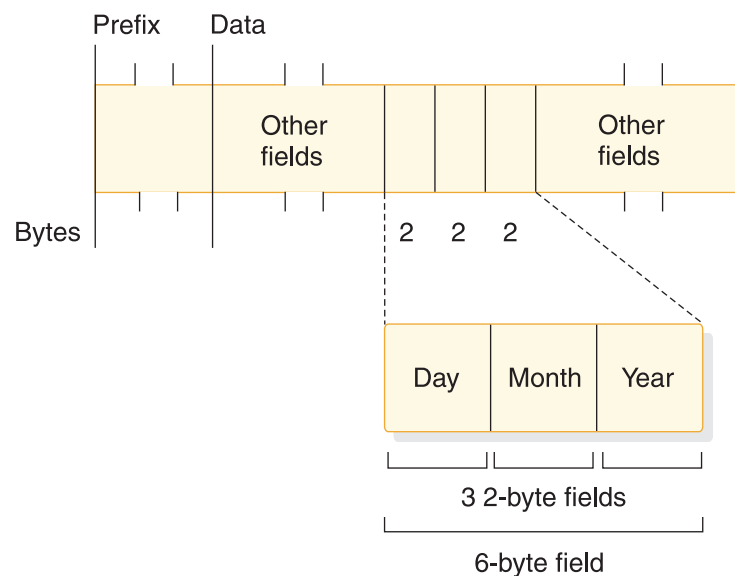 Prefix Data
Other
fields
Other
fields
Bytes
2 2 2
Day Month Year
3 2-byte fields
6-byte field